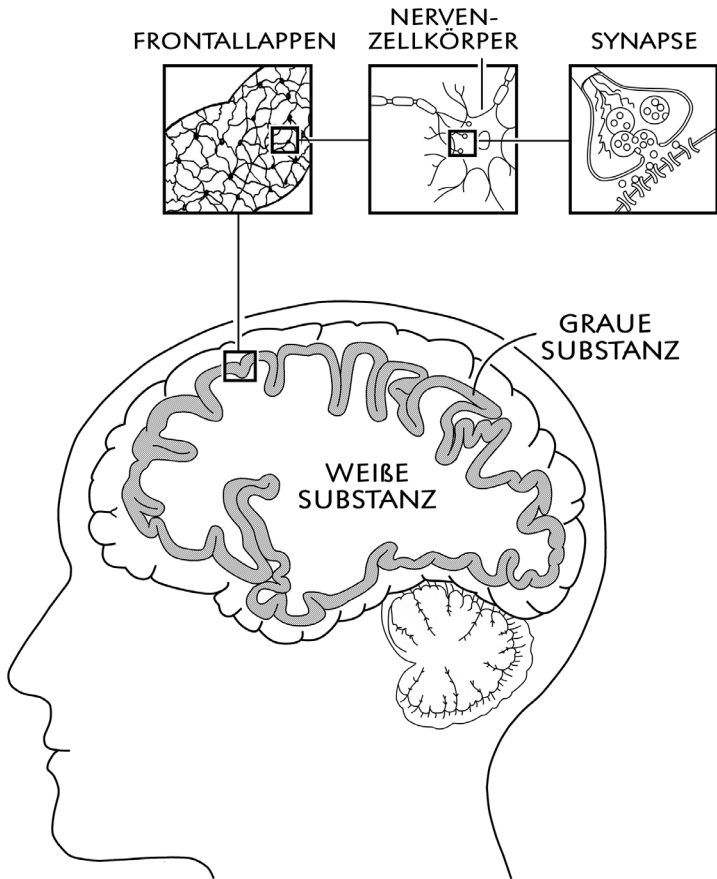 FRONTALLAPPEN
NERVEN-
ZELLKÖRPER
SYNAPSE
GRAUE
SUBSTANZ
WEIßE
SUBSTANZ